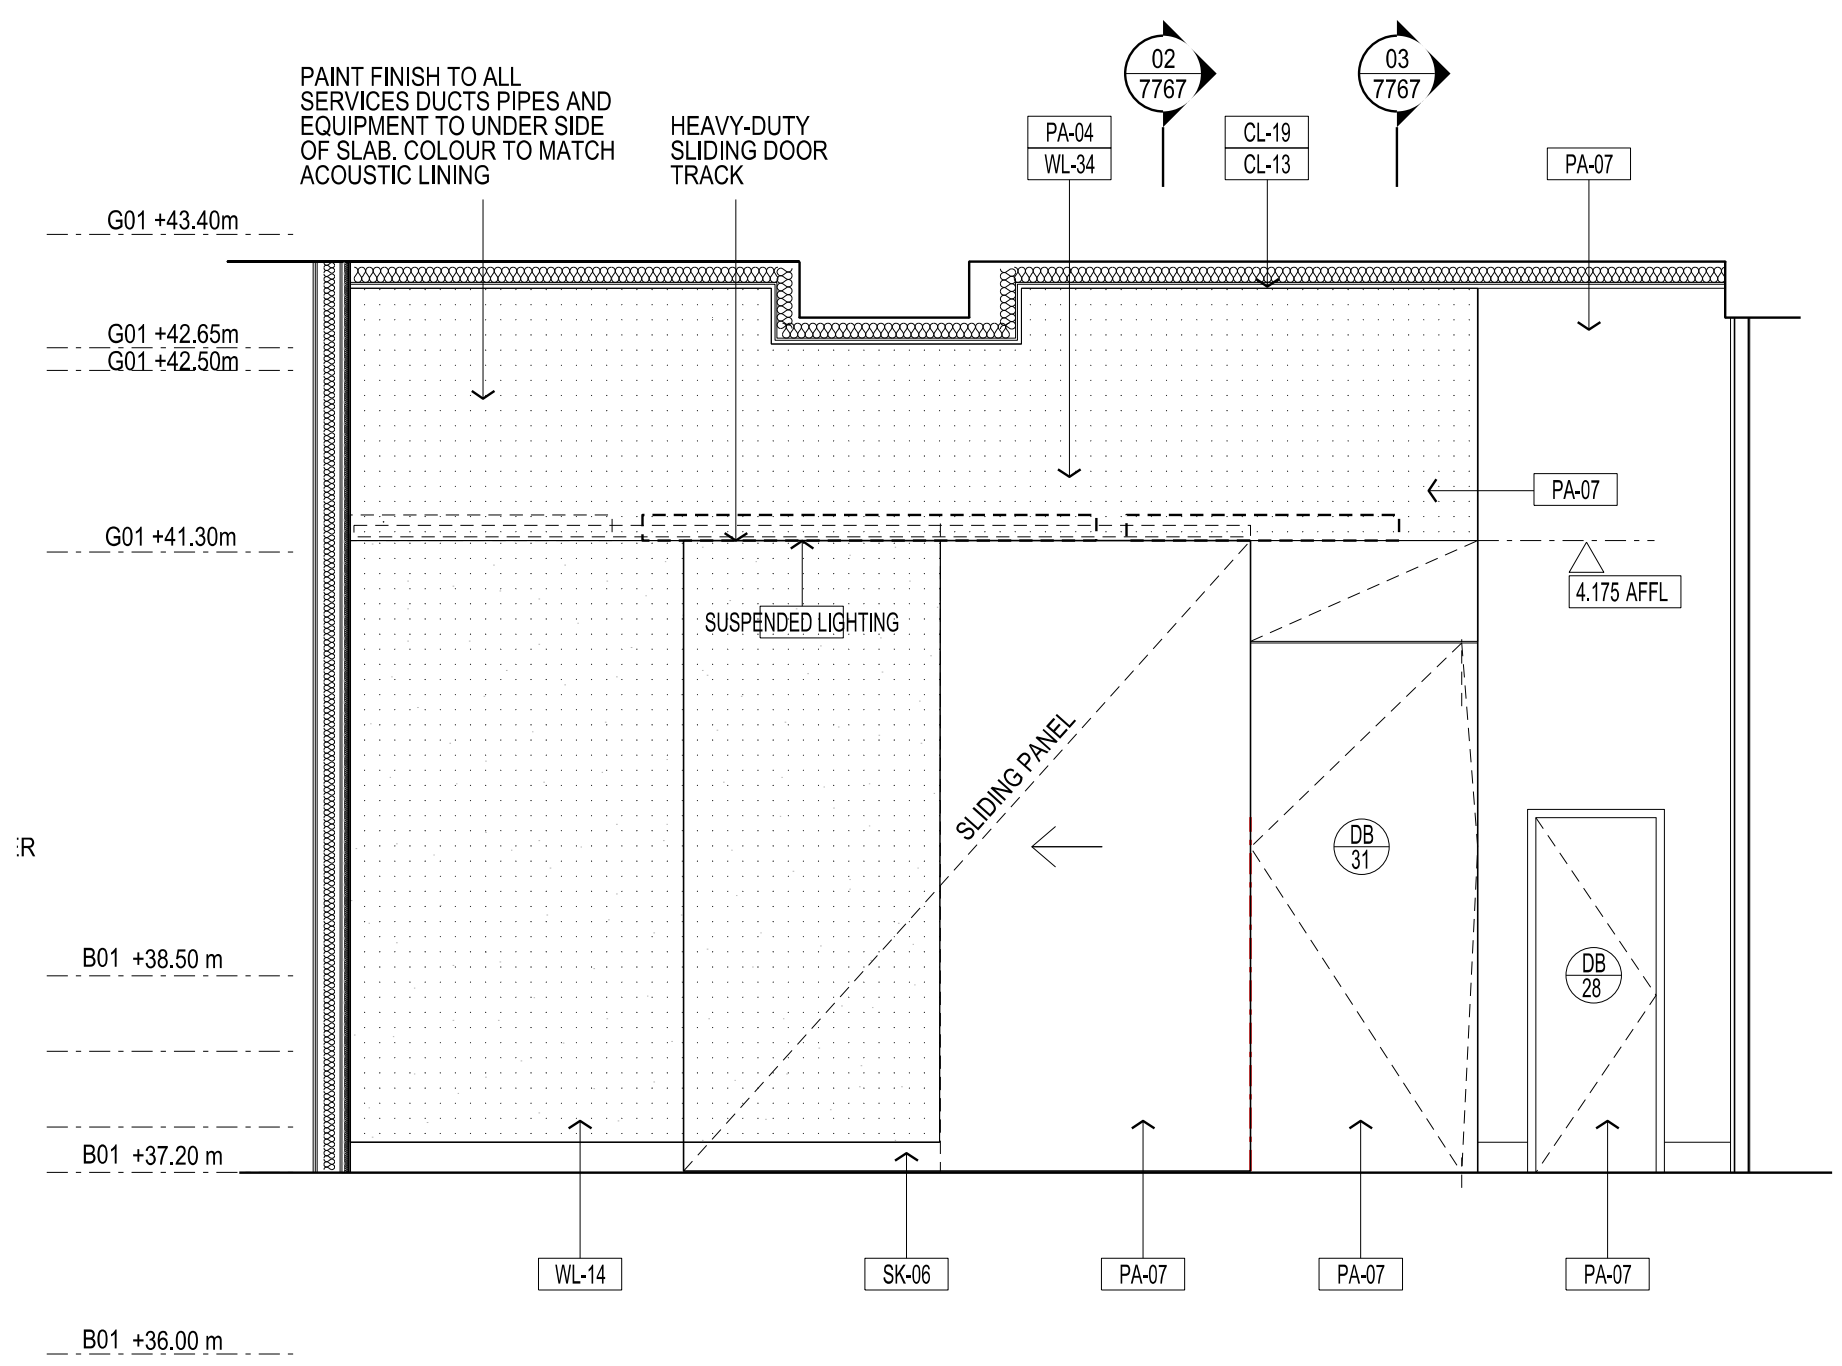 02
7767
03
7767
PAINT FINISH TO ALL
SERVICES DUCTS PIPES AND
EQUIPMENT TO UNDER SIDE
OF SLAB. COLOUR TO MATCH
ACOUSTIC LINING
HEAVY-DUTY
SLIDING DOOR
TRACK
PA-04
WL-34
CL-19
CL-13
PA-07
G01 +43.40m
G01 +42.65m
G01 +42.50m
PA-07
G01 +41.30m
4.175 AFFL
SUSPENDED LIGHTING
SLIDING PANEL
DB
31
ER
DB
28
B01 +38.50 m
B01 +37.20 m
WL-14
SK-06
PA-07
PA-07
PA-07
B01 +36.00 m